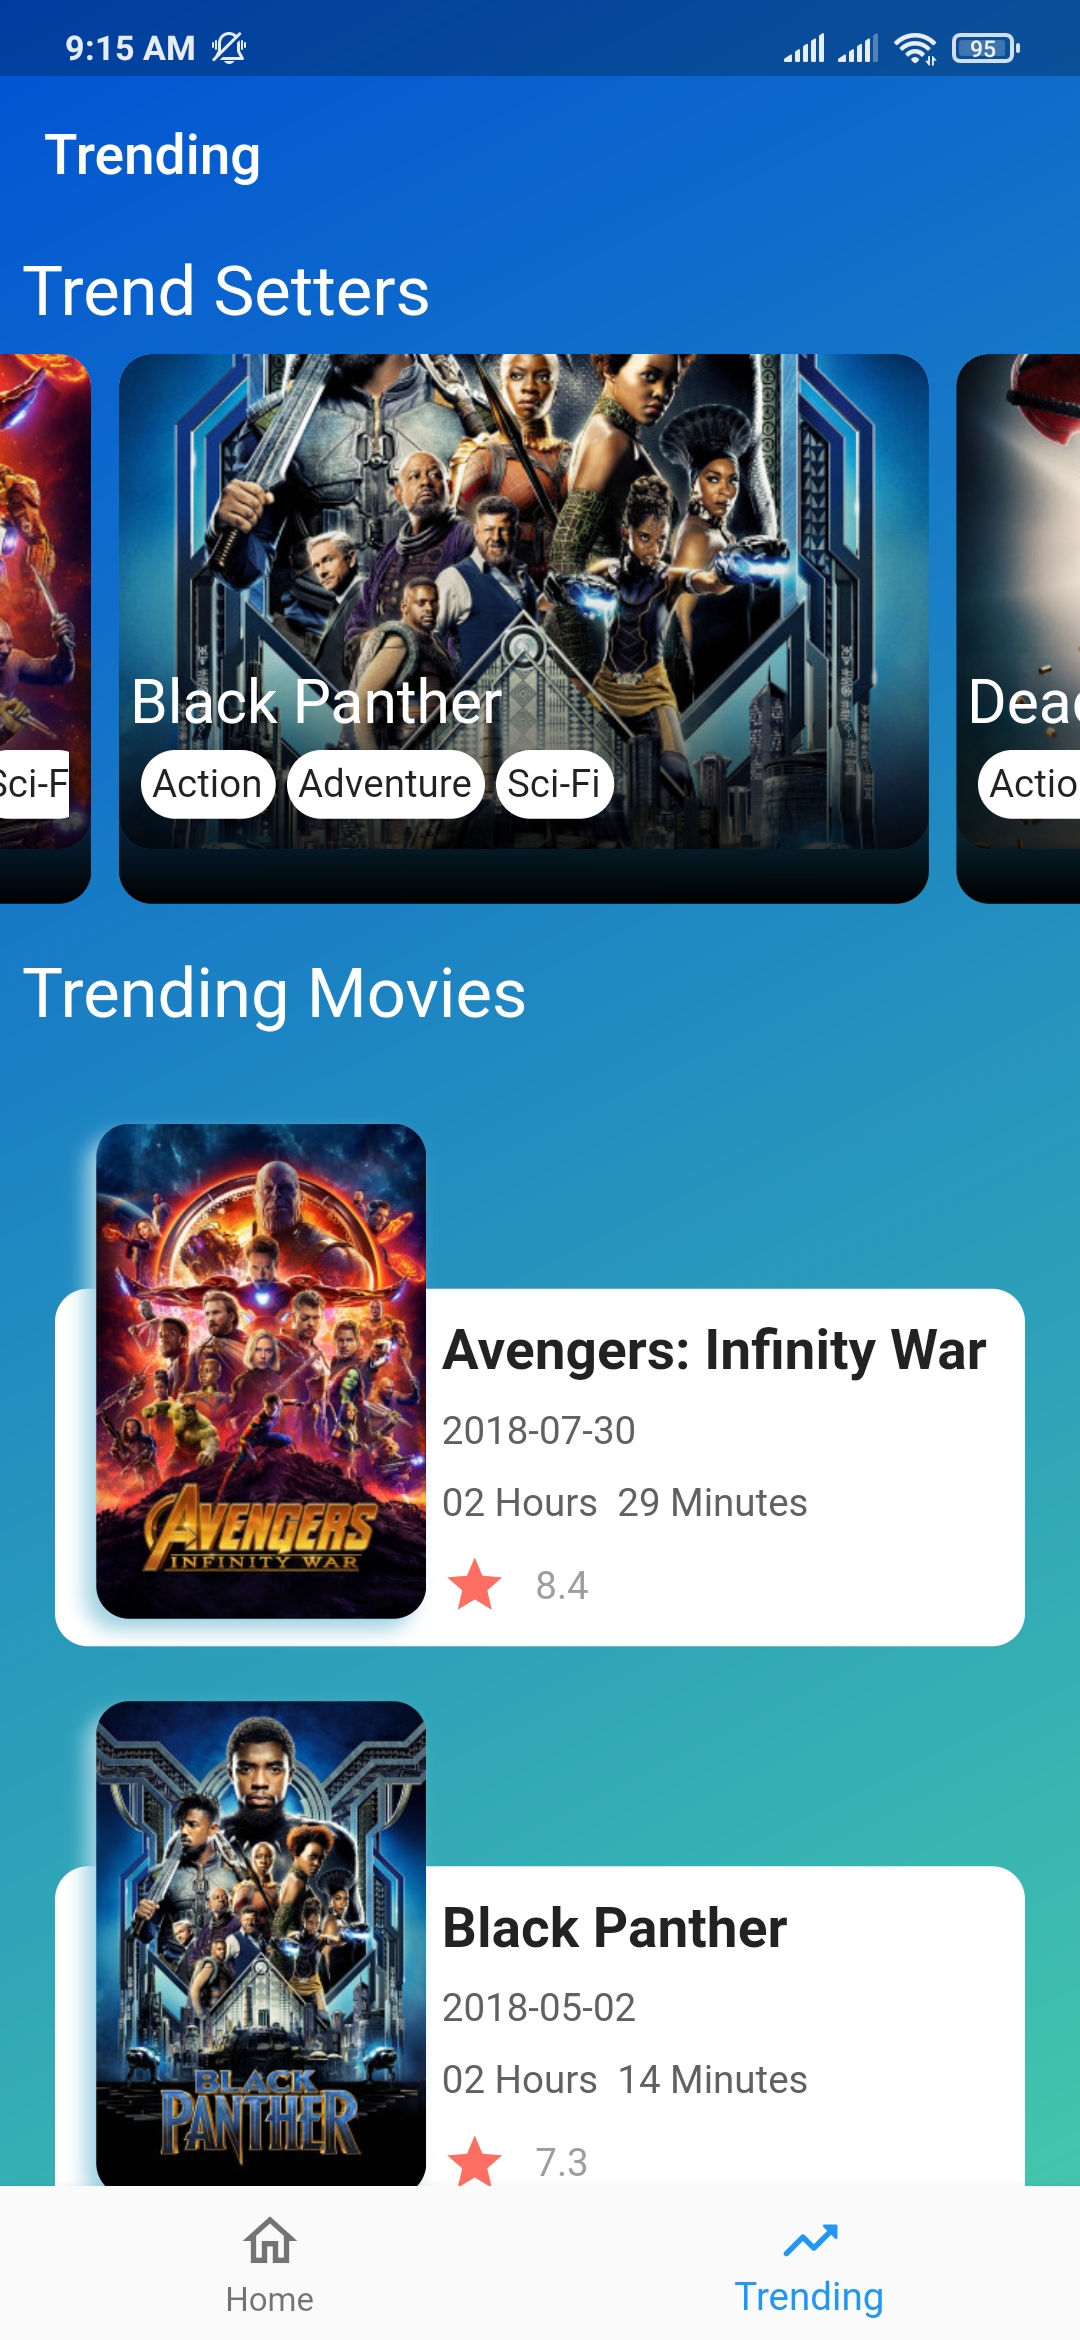 9:15 AM 95
Trending
Trend Setters
Black Panther Dead
Sci-F Action Adventure Sci-Fi Actio
Trending Movies
AVENGERS
INFINITY WAR
Avengers: Infinity War
2018-07-30
02 Hours 29 Minutes
8.4
BLACK
PANTHER
Black Panther
2018-05-02
02 Hours 14 Minutes
7.3
Home Trending